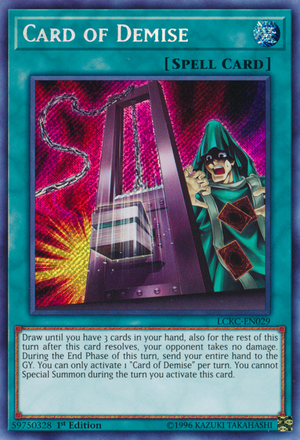 CARD OF DEMISE
[SPELL CARD]
LCKC-EN029
Draw until you have 3 cards in your hand, also for the rest of this
turn after this card resolves, your opponent takes no damage.
During the End Phase of this turn, send your entire hand to the
GY. You can only activate 1 "Card of Demise" per turn. You cannot
Special Summon during the turn you activate this card.
59750328 1st Edition ©1996 KAZUKI TAKAHASHI